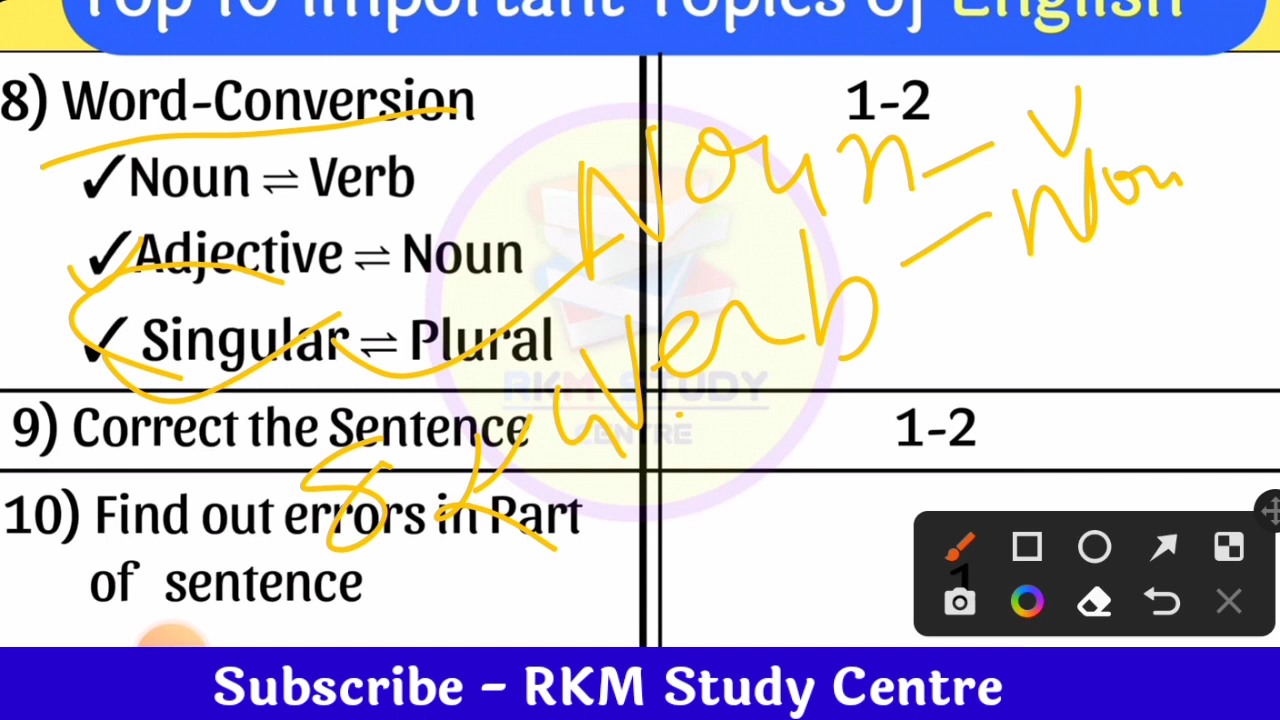 Top 10 Important Topics of English
8) Word-Conversion 1-2
✓Noun ⇌ Verb
✓Adjective ⇌ Noun
✓ Singular ⇌ Plural
Noun - V
Verb - Noun
RKM STUDY
CENTRE
9) Correct the Sentence 1-2
10) Find out errors in Part
of sentence
1
Subscribe - RKM Study Centre